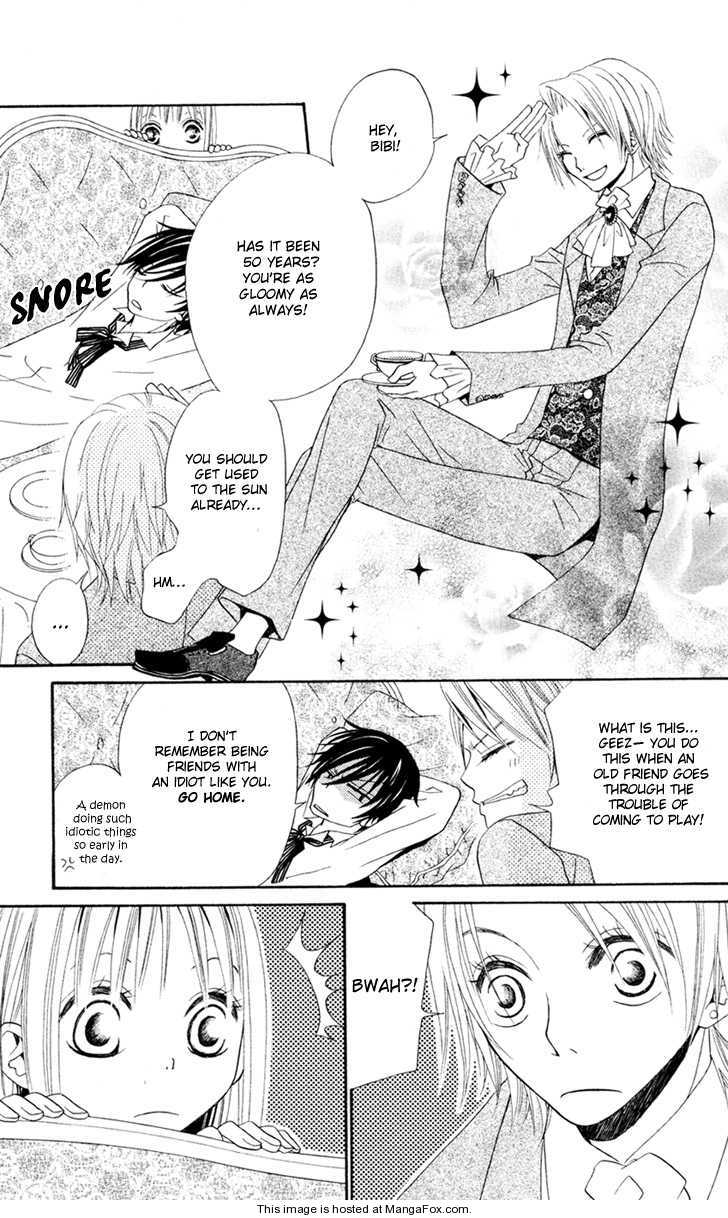 HEY,
BIBI!
HAS IT BEEN
50 YEARS?
YOU'RE AS
GLOOMY AS
ALWAYS!
SNORE
YOU SHOULD
GET USED
TO THE SUN
ALREADY...
HM...
...
WHAT IS THIS...
GEEZ— YOU DO
THIS WHEN AN
OLD FRIEND GOES
THROUGH THE
TROUBLE OF
COMING TO PLAY!
I DON'T
REMEMBER BEING
FRIENDS WITH
AN IDIOT LIKE YOU.
GO HOME.
A demon
doing such
idiotic things
so early in
the day.
BWAH?!
This image is hosted at MangaFox.com.